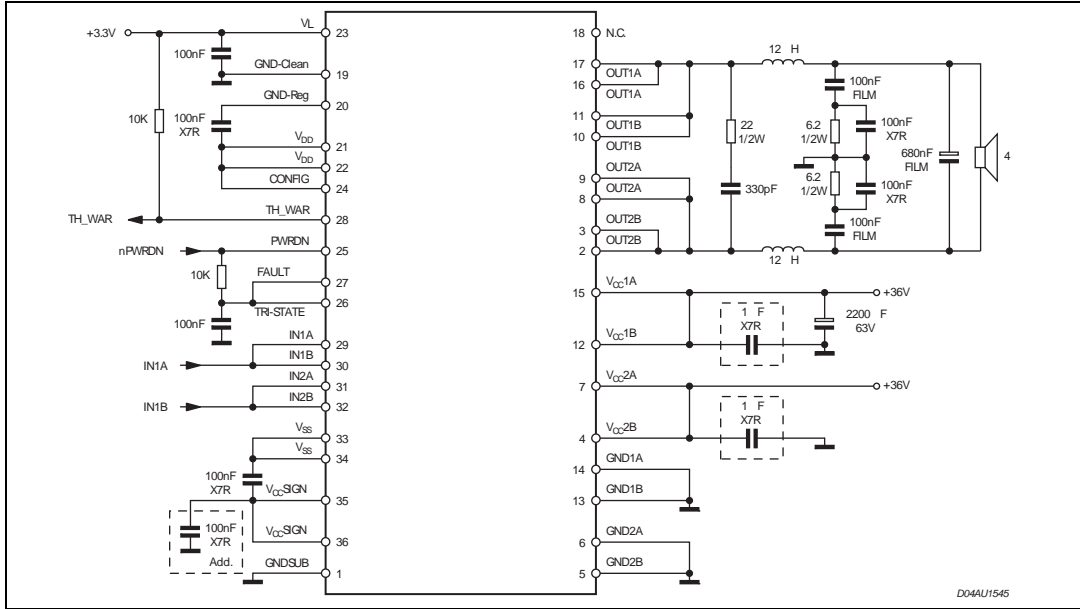 +3.3V
VL
23
100nF
GND-Clean
19
GND-Reg
20
10K
100nF
X7R
VDD
21
VDD
22
CONFIG
24
TH_WAR
TH_WAR
28
nPWRDN
PWRDN
25
10K
FAULT
27
26
TRI-STATE
100nF
IN1A
29
IN1A
IN1B
30
IN2A
31
IN1B
IN2B
32
VSS
33
VSS
34
100nF
X7R
VCCSIGN
35
100nF
X7R
Add.
VCCSIGN
36
GNDSUB
1
18 N.C.
17
OUT1A
16
OUT1A
11
OUT1B
10
OUT1B
OUT2A
9
OUT2A
8
OUT2B
3
OUT2B
2
12 H
22
1/2W
330pF
12 H
100nF
FILM
6.2
1/2W
100nF
X7R
6.2
1/2W
100nF
X7R
100nF
FILM
680nF
FILM
4
15
VCC1A
+36V
1 F
X7R
2200 F
63V
12
VCC1B
7
VCC2A
+36V
1 F
X7R
4
VCC2B
14
GND1A
13
GND1B
6
GND2A
5
GND2B
D04AU1545